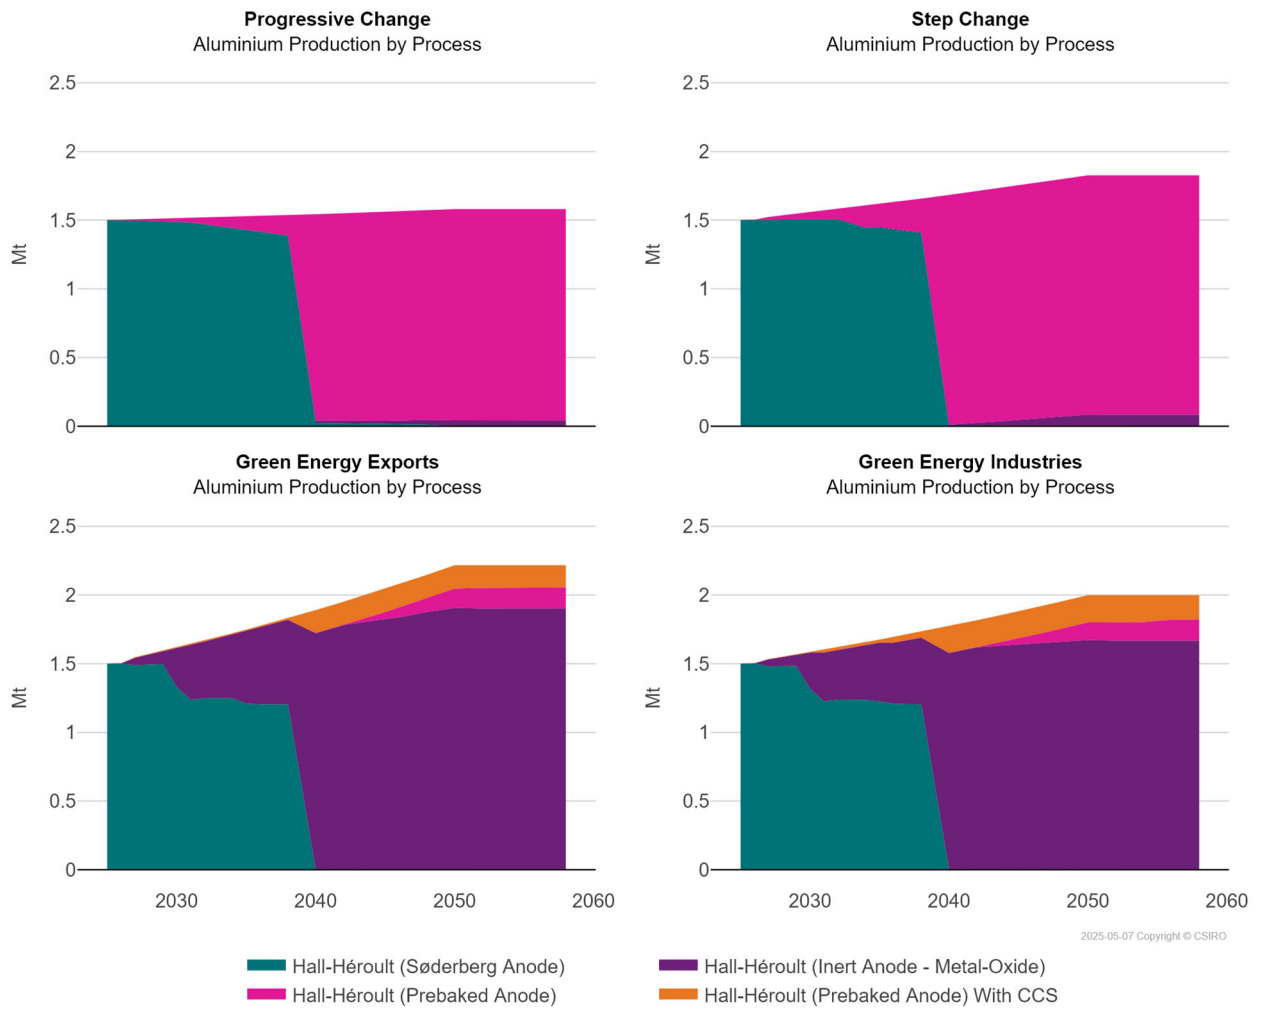 Progressive Change
Aluminium Production by Process
2.5
2
1.5
1
0.5
0
Mt
Step Change
Aluminium Production by Process
2.5
2
1.5
1
0.5
0
Mt
Green Energy Exports
Aluminium Production by Process
2.5
2
1.5
1
0.5
0
Mt
2030 2040 2050 2060
Green Energy Industries
Aluminium Production by Process
2.5
2
1.5
1
0.5
0
Mt
2030 2040 2050 2060
2025-05-07 Copyright © CSIRO
Hall-Héroult (Søderberg Anode)
Hall-Héroult (Prebaked Anode)
Hall-Héroult (Inert Anode - Metal-Oxide)
Hall-Héroult (Prebaked Anode) With CCS